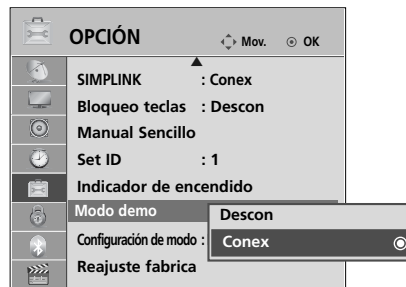 OPCIÓN Mov. OK
SIMPLINK : Conex
Bloqueo teclas : Descon
Manual Sencillo
Set ID : 1
Indicador de encendido
Modo demo Descon
Configuración de modo : Conex
Reajuste fabrica